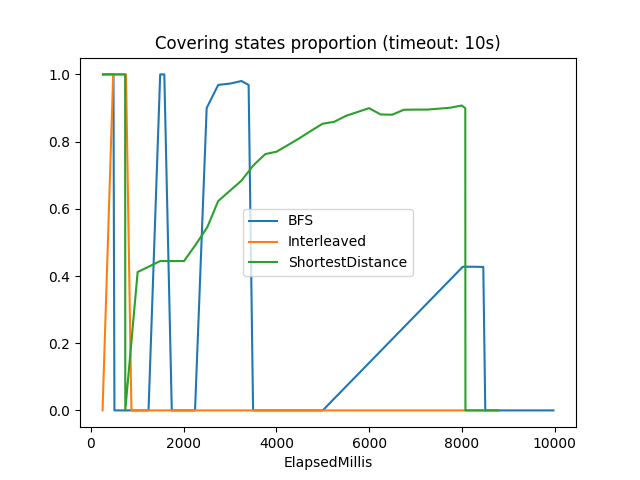 Covering states proportion (timeout: 10s)
1.0
0.8
0.6
0.4
0.2
0.0
BFS
Interleaved
ShortestDistance
0
2000
4000
6000
8000
10000
ElapsedMillis